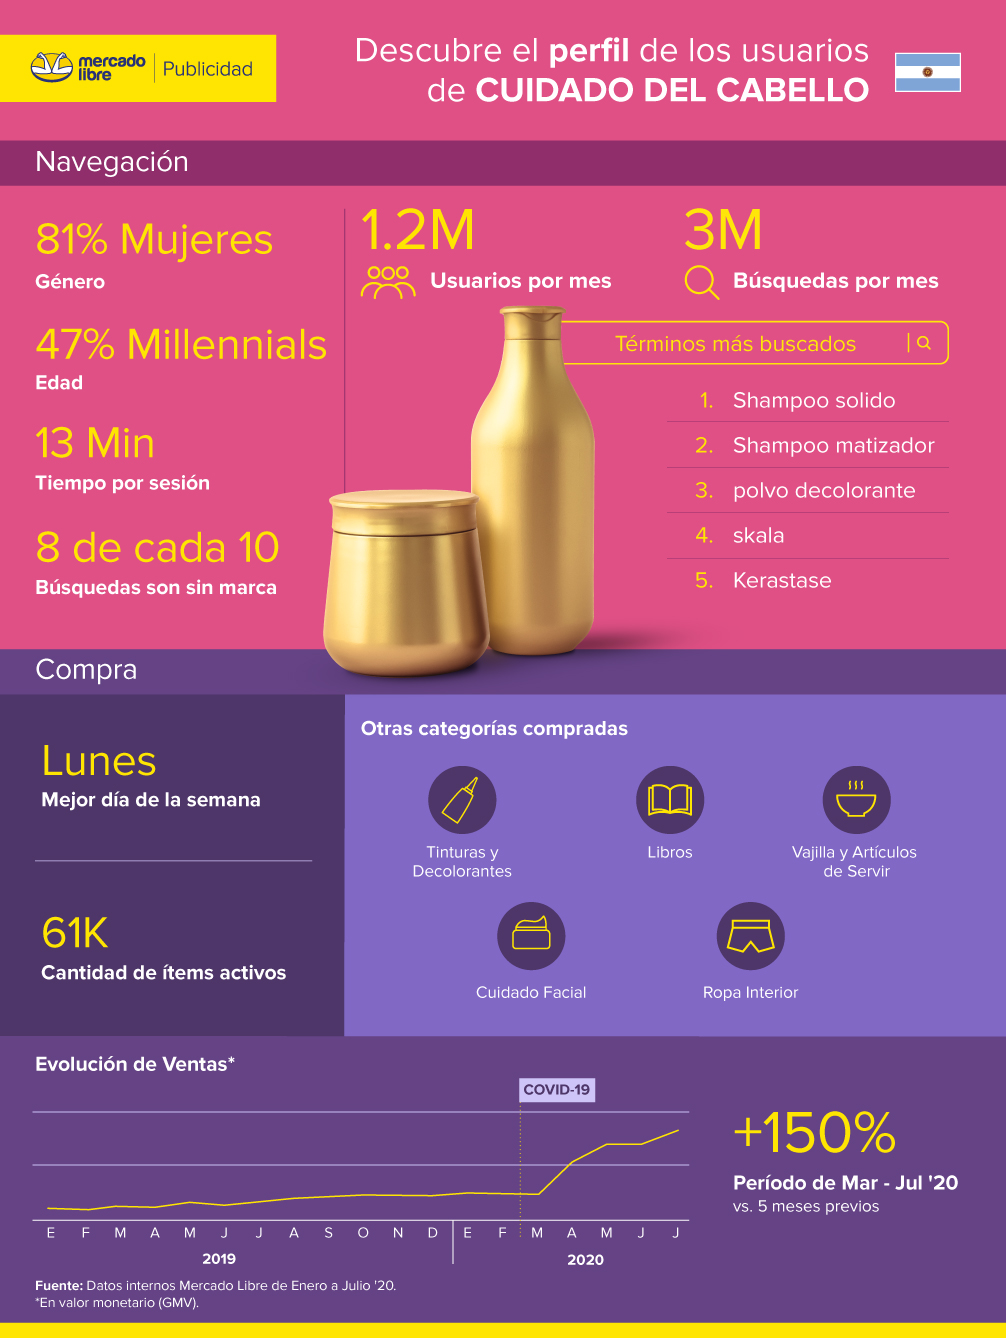 mercado
libre
Publicidad
Descubre el perfil de los usuarios
de CUIDADO DEL CABELLO
Navegación
81% Mujeres
Género
47% Millennials
Edad
13 Min
Tiempo por sesión
8 de cada 10
Búsquedas son sin marca
1.2M
Usuarios por mes
3M
Búsquedas por mes
Términos más buscados
1. Shampoo solido
2. Shampoo matizador
3. polvo decolorante
4. skala
5. Kerastase
Compra
Lunes
Mejor día de la semana
61K
Cantidad de ítems activos
Otras categorías compradas
Tinturas y
Decolorantes
Libros
Vajilla y Artículos
de Servir
Cuidado Facial
Ropa Interior
Evolución de Ventas*
COVID-19
E F M A M J J A S O N D E F M A M J J
2019 2020
+150%
Período de Mar - Jul '20
vs. 5 meses previos
Fuente: Datos internos Mercado Libre de Enero a Julio '20.
*En valor monetario (GMV).